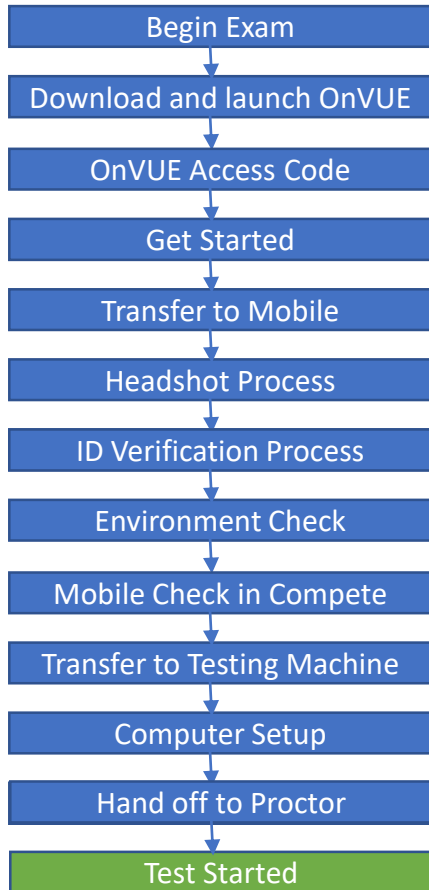 Begin Exam
Download and launch OnVUE
OnVUE Access Code
Get Started
Transfer to Mobile
Headshot Process
ID Verification Process
Environment Check
Mobile Check in Compete
Transfer to Testing Machine
Computer Setup
Hand off to Proctor
Test Started